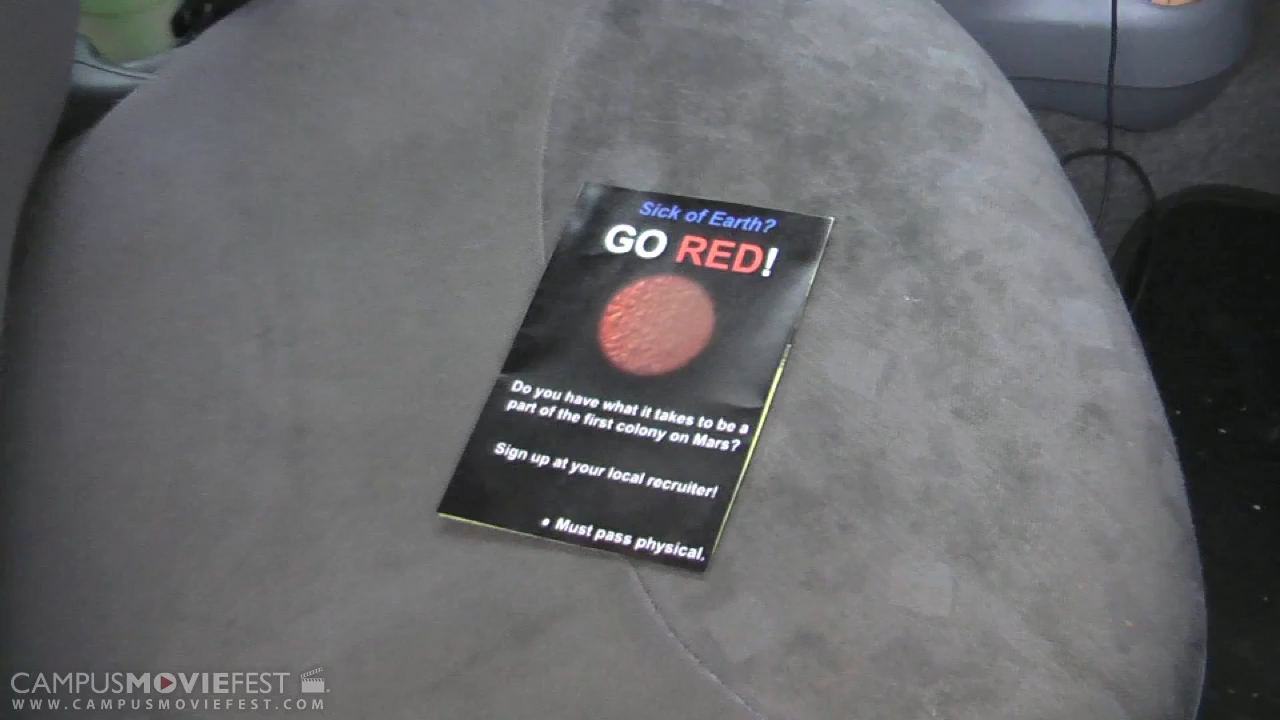 Sick of Earth?
GO RED!
Do you have what it takes to be a
part of the first colony on Mars?
Sign up at your local recruiter!
• Must pass physical.
CAMPUSMOVIEFEST
WWW.CAMPUSMOVIEFEST.COM